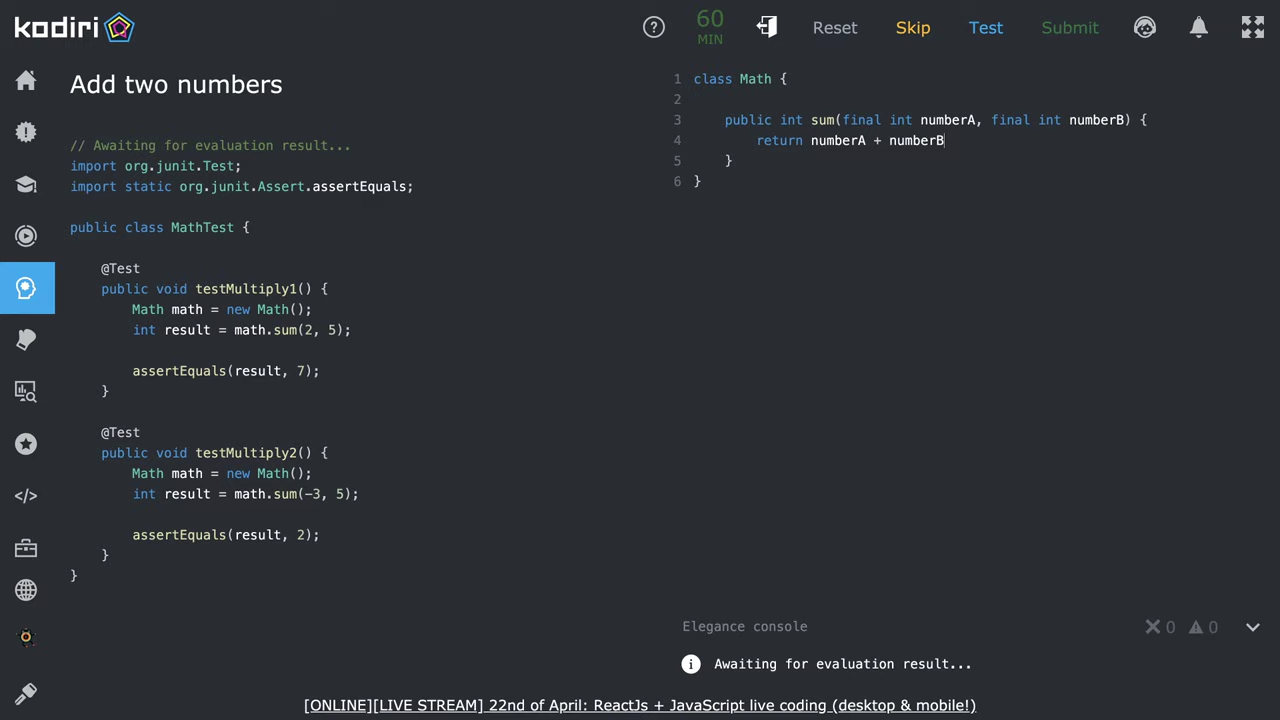 kodiri
60
MIN
Reset
Skip
Test
Submit
Add two numbers
// Awaiting for evaluation result...
import org.junit.Test;
import static org.junit.Assert.assertEquals;
public class MathTest {
@Test
public void testMultiply1() {
Math math = new Math();
int result = math.sum(2, 5);
assertEquals(result, 7);
}
@Test
public void testMultiply2() {
Math math = new Math();
int result = math.sum(-3, 5);
assertEquals(result, 2);
}
}
1 class Math {
2
3 public int sum(final int numberA, final int numberB) {
4 return numberA + numberB
5 }
6 }
Elegance console
0
0
Awaiting for evaluation result...
[ONLINE][LIVE STREAM] 22nd of April: ReactJs + JavaScript live coding (desktop & mobile!)